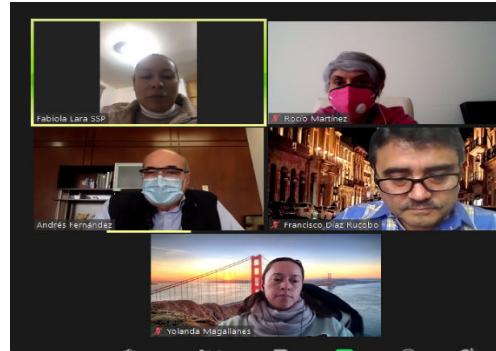 Fabiola Lara SSP
Rocío Martínez
Andrés Fernández
Francisco Díaz Rucobo
Yolanda Magallanes